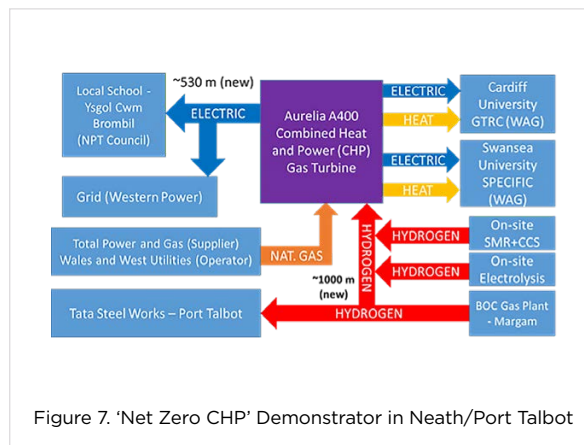 Local School -
Ysgol Cwm
Brombil
(NPT Council)
~530 m (new)
ELECTRIC
Grid (Western Power)
Aurelia A400
Combined Heat
and Power (CHP)
Gas Turbine
ELECTRIC
HEAT
Cardiff
University
GTRC (WAG)
ELECTRIC
HEAT
Swansea
University
SPECIFIC
(WAG)
Total Power and Gas (Supplier)
Wales and West Utilities (Operator)
NAT. GAS
HYDROGEN
HYDROGEN
On-site
SMR+CCS
HYDROGEN
On-site
Electrolysis
~1000 m
(new)
Tata Steel Works – Port Talbot
HYDROGEN
BOC Gas Plant
- Margam
Figure 7. ‘Net Zero CHP’ Demonstrator in Neath/Port Talbot